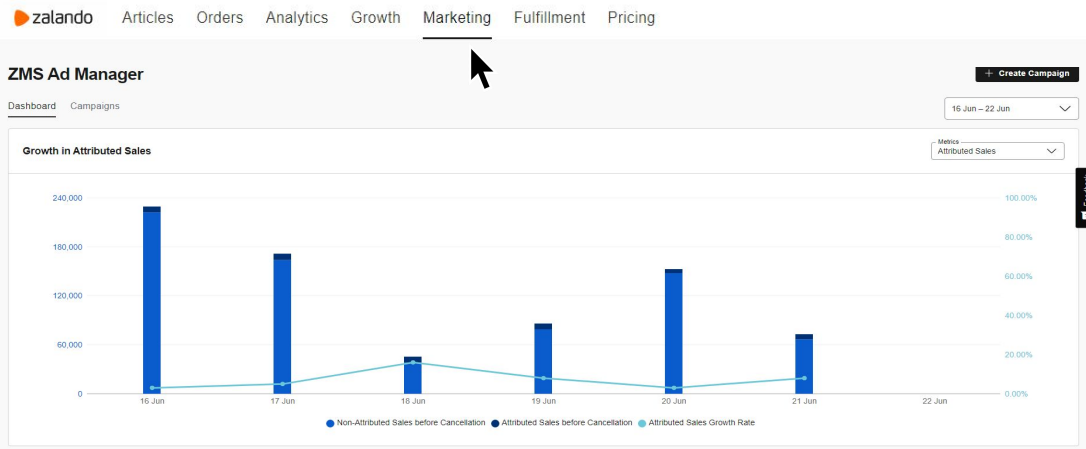 zalando Articles Orders Analytics Growth Marketing Fulfillment Pricing
ZMS Ad Manager
+ Create Campaign
Dashboard Campaigns
16 Jun – 22 Jun
Growth in Attributed Sales
Metrics
Attributed Sales
240,000 100.00%
80.00%
180,000
60.00%
120,000
40.00%
60,000
20.00%
0 0.00%
16 Jun 17 Jun 18 Jun 19 Jun 20 Jun 21 Jun 22 Jun
Non-Attributed Sales before Cancellation Attributed Sales before Cancellation Attributed Sales Growth Rate